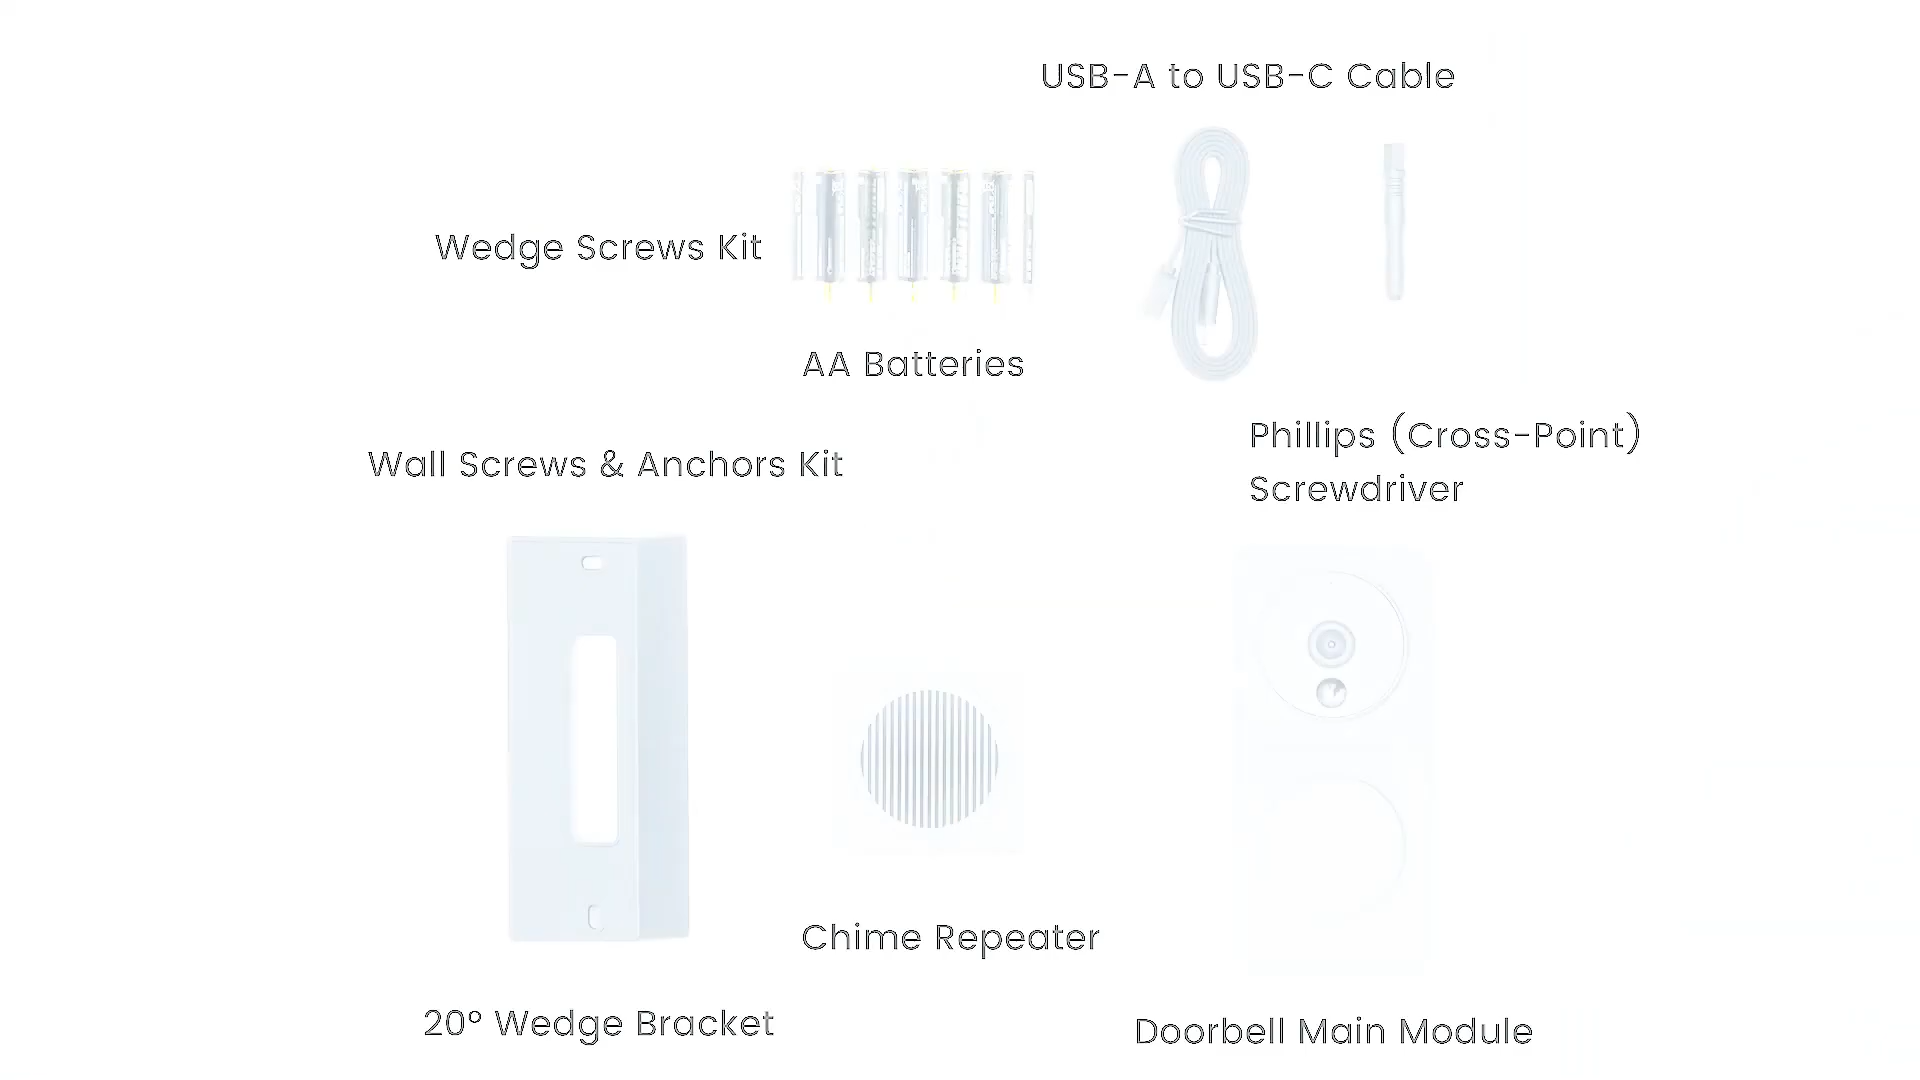 USB-A to USB-C Cable
Wedge Screws Kit
AA Batteries
Phillips (Cross-Point)
Screwdriver
Wall Screws & Anchors Kit
Chime Repeater
20° Wedge Bracket
Doorbell Main Module